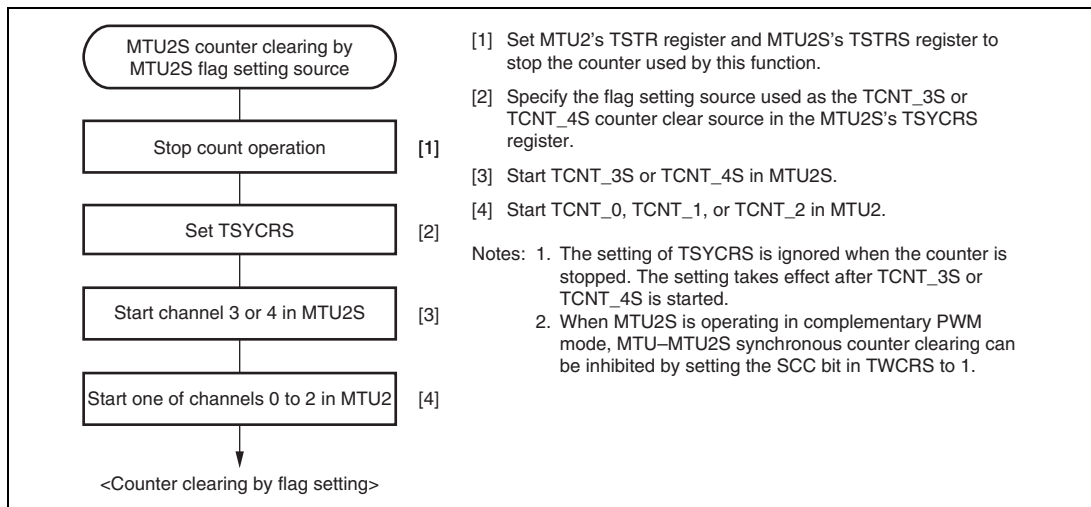 MTU2S counter clearing by
MTU2S flag setting source
Stop count operation
[1]
Set TSYCRS
[2]
Start channel 3 or 4 in MTU2S
[3]
Start one of channels 0 to 2 in MTU2
[4]
<Counter clearing by flag setting>
[1] Set MTU2's TSTR register and MTU2S's TSTRS register to
stop the counter used by this function.
[2] Specify the flag setting source used as the TCNT_3S or
TCNT_4S counter clear source in the MTU2S's TSYCRS
register.
[3] Start TCNT_3S or TCNT_4S in MTU2S.
[4] Start TCNT_0, TCNT_1, or TCNT_2 in MTU2.
Notes: 1. The setting of TSYCRS is ignored when the counter is
stopped. The setting takes effect after TCNT_3S or
TCNT_4S is started.
2. When MTU2S is operating in complementary PWM
mode, MTU–MTU2S synchronous counter clearing can
be inhibited by setting the SCC bit in TWCRS to 1.